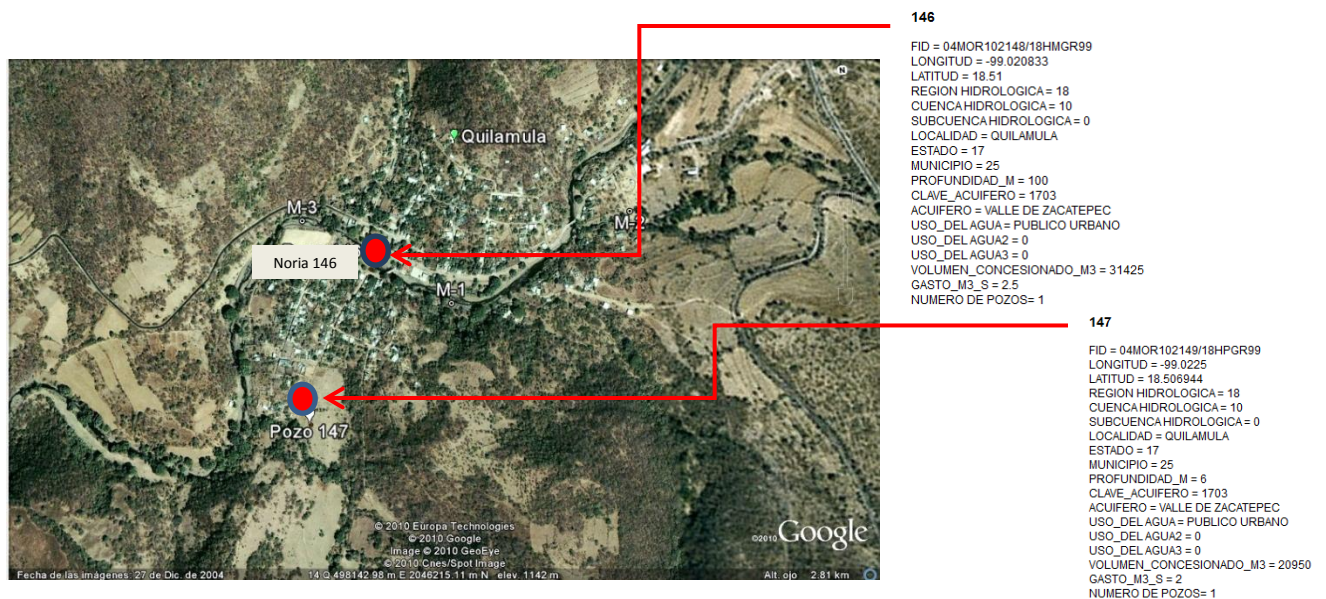 146
FID = 04MOR102148/18HMGR99
LONGITUD = -99.020833
LATITUD = 18.51
REGION HIDROLOGICA = 18
CUENCA HIDROLOGICA = 10
SUBCUENCA HIDROLOGICA = 0
LOCALIDAD = QUILAMULA
ESTADO = 17
MUNICIPIO = 25
PROFUNDIDAD_M = 100
CLAVE_ACUIFERO = 1703
ACUIFERO = VALLE DE ZACATEPEC
USO_DEL AGUA = PUBLICO URBANO
USO_DEL AGUA2 = 0
USO_DEL AGUA3 = 0
VOLUMEN_CONCESIONADO_M3 = 31425
GASTO_M3_S = 2.5
NUMERO DE POZOS= 1
147
FID = 04MOR102149/18HPGR99
LONGITUD = -99.0225
LATITUD = 18.506944
REGION HIDROLOGICA = 18
CUENCA HIDROLOGICA = 10
SUBCUENCA HIDROLOGICA = 0
LOCALIDAD = QUILAMULA
ESTADO = 17
MUNICIPIO = 25
PROFUNDIDAD_M = 6
CLAVE_ACUIFERO = 1703
ACUIFERO = VALLE DE ZACATEPEC
USO_DEL AGUA = PUBLICO URBANO
USO_DEL AGUA2 = 0
USO_DEL AGUA3 = 0
VOLUMEN_CONCESIONADO_M3 = 20950
GASTO_M3_S = 2
NUMERO DE POZOS= 1
N
Quilamula
M-3
M-2
Noria 146
M-1
Pozo 147
© 2010 Europa Technologies
© 2010 Google
Image © 2010 GeoEye
© 2010 Cnes/Spot Image
©2010 Google
Fecha de las imágenes: 27 de Dic. de 2004
14 Q 498142.98 m E 2046215.11 m N elev. 1142 m
Alt. ojo 2.81 km